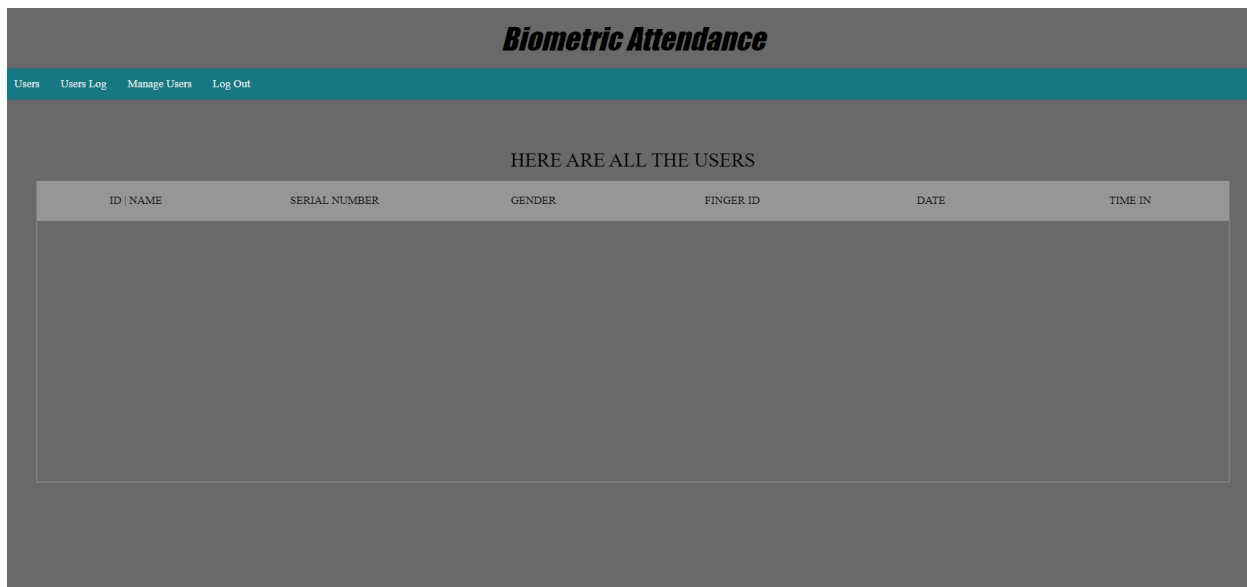 Biometric Attendance
Users Users Log Manage Users Log Out
HERE ARE ALL THE USERS
ID | NAME SERIAL NUMBER GENDER FINGER ID DATE TIME IN